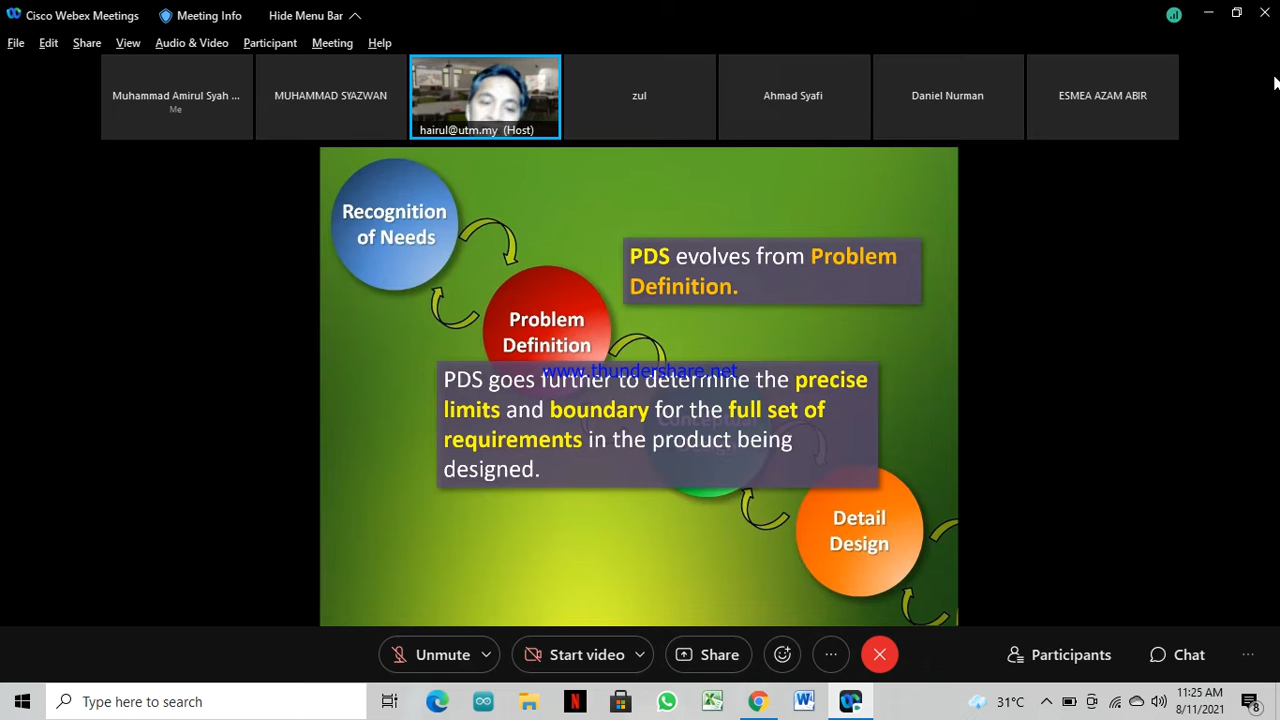 Cisco Webex Meetings
Meeting Info
Hide Menu Bar
File Edit Share View Audio & Video Participant Meeting Help
Muhammad Amirul Syah ...
Me
MUHAMMAD SYAZWAN
hairul@utm.my (Host)
zul
Ahmad Syafi
Daniel Nurman
ESMEA AZAM ABIR
Recognition
of Needs
PDS evolves from Problem
Definition.
Problem
Definition
www.thundershare.net
PDS goes further to determine the precise
limits and boundary for the full set of
requirements in the product being
designed.
Conceptual
Design
Detail
Design
Unmute
Start video
Share
Participants
Chat
Type here to search
31°C
11:25 AM
8/11/2021
8